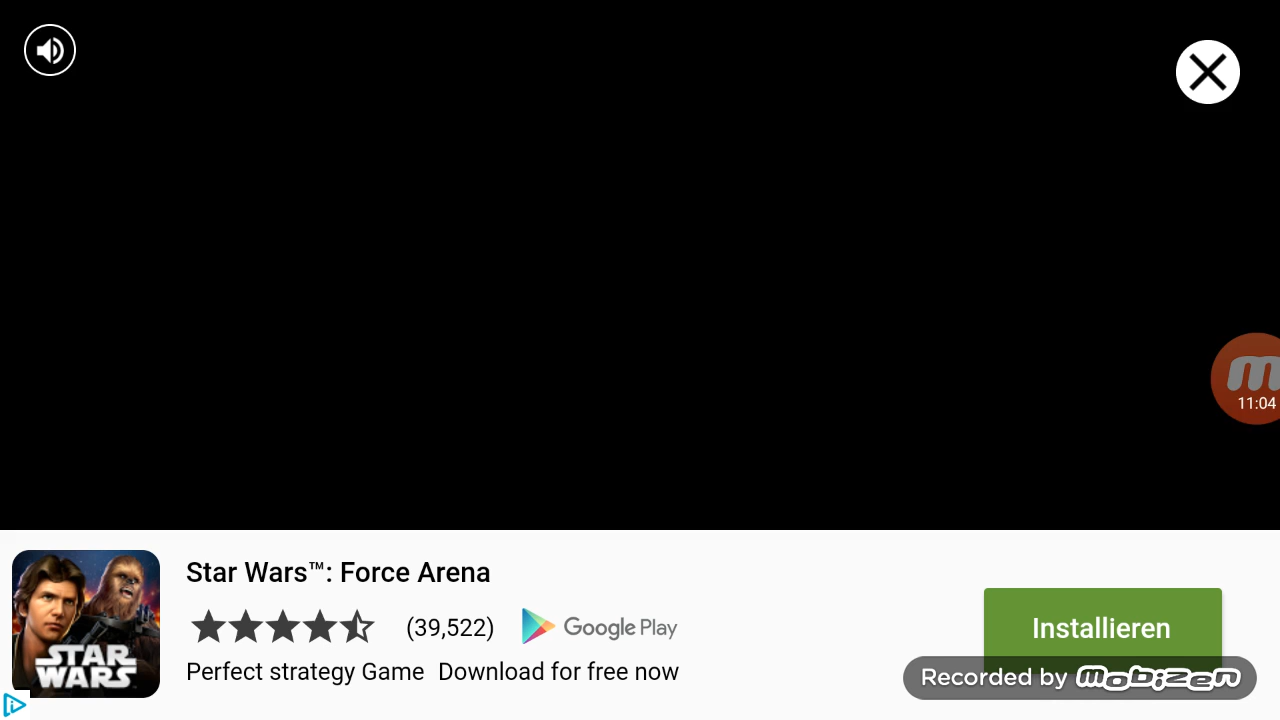 11:04
Star Wars™: Force Arena
(39,522) Google Play
Perfect strategy Game Download for free now
Installieren
Recorded by mobizen
STAR
WARS